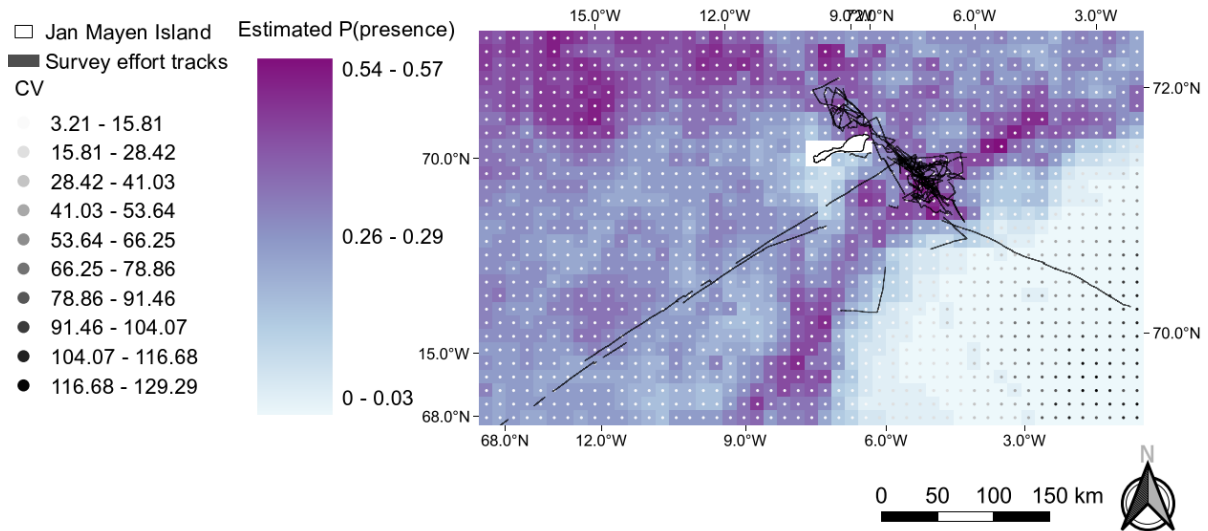 Jan Mayen Island
Survey effort tracks
CV
3.21 - 15.81
15.81 - 28.42
28.42 - 41.03
41.03 - 53.64
53.64 - 66.25
66.25 - 78.86
78.86 - 91.46
91.46 - 104.07
104.07 - 116.68
116.68 - 129.29
Estimated P(presence)
0.54 - 0.57
0.26 - 0.29
0 - 0.03
15.0°W 12.0°W 9.0°W 72.0°N 6.0°W 3.0°W
72.0°N
70.0°N
70.0°N
15.0°W
68.0°N
68.0°N 12.0°W 9.0°W 6.0°W 3.0°W
N
0 50 100 150 km